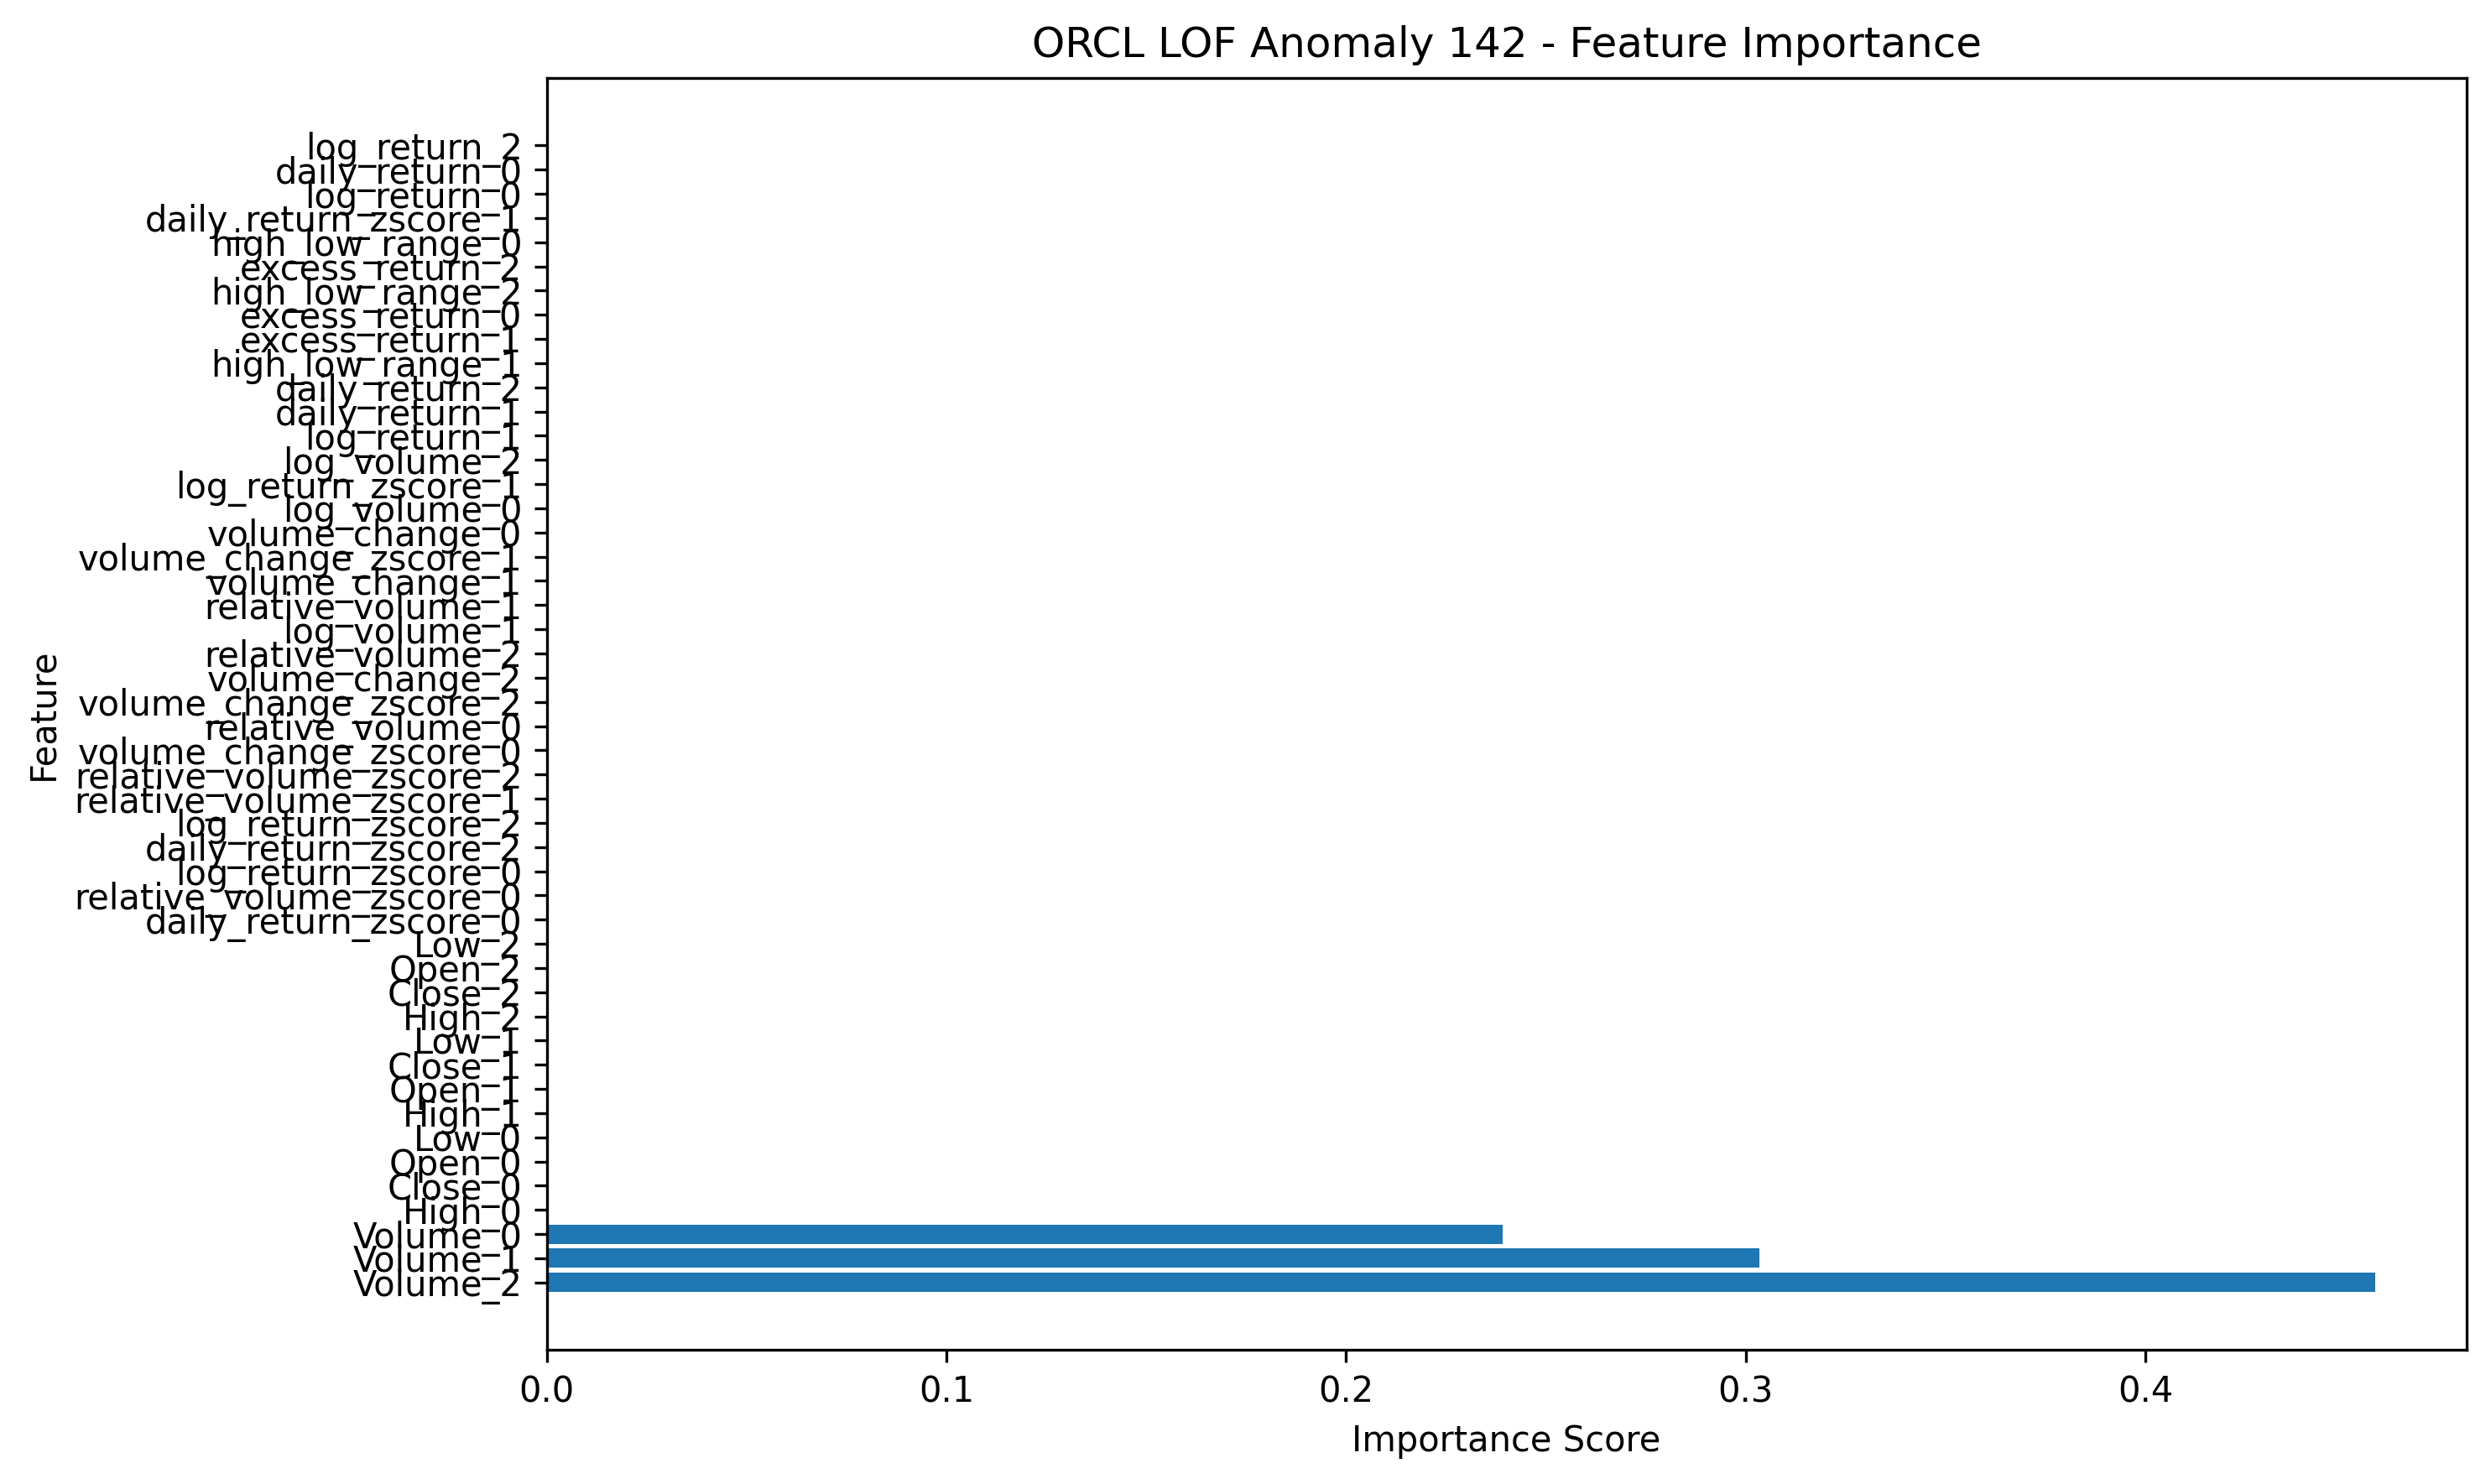 ORCL LOF Anomaly 142 - Feature Importance
log_return_2
daily_return_0
log_return_0
daily_return_zscore_1
high_low_range_0
excess_return_2
high_low_range_2
excess_return_0
excess_return_1
high_low_range_1
daily_return_2
daily_return_1
log_return_1
log_volume_2
log_return_zscore_1
log_volume_0
volume_change_0
volume_change_zscore_1
volume_change_1
relative_volume_1
log_volume_1
relative_volume_2
volume_change_2
volume_change_zscore_2
relative_volume_0
volume_change_zscore_0
relative_volume_zscore_2
relative_volume_zscore_1
log_return_zscore_2
daily_return_zscore_2
log_return_zscore_0
relative_volume_zscore_0
daily_return_zscore_0
Low_2
Open_2
Close_2
High_2
Low_1
Close_1
Open_1
High_1
Low_0
Open_0
Close_0
High_0
Volume_0
Volume_1
Volume_2
Feature
0.0 0.1 0.2 0.3 0.4
Importance Score